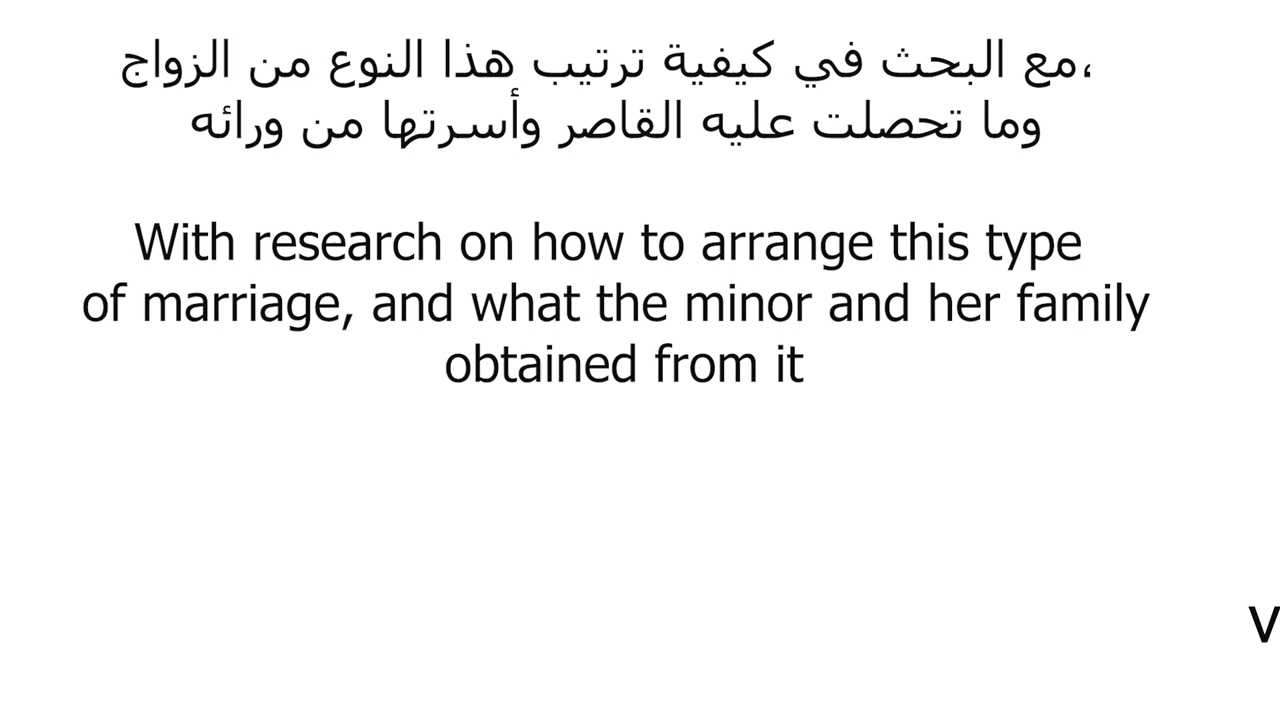 مع البحث في كيفية ترتيب هذا النوع من الزواج،
وما تحصلت عليه القاصر وأسرتها من ورائه
With research on how to arrange this type
of marriage, and what the minor and her family
obtained from it
V